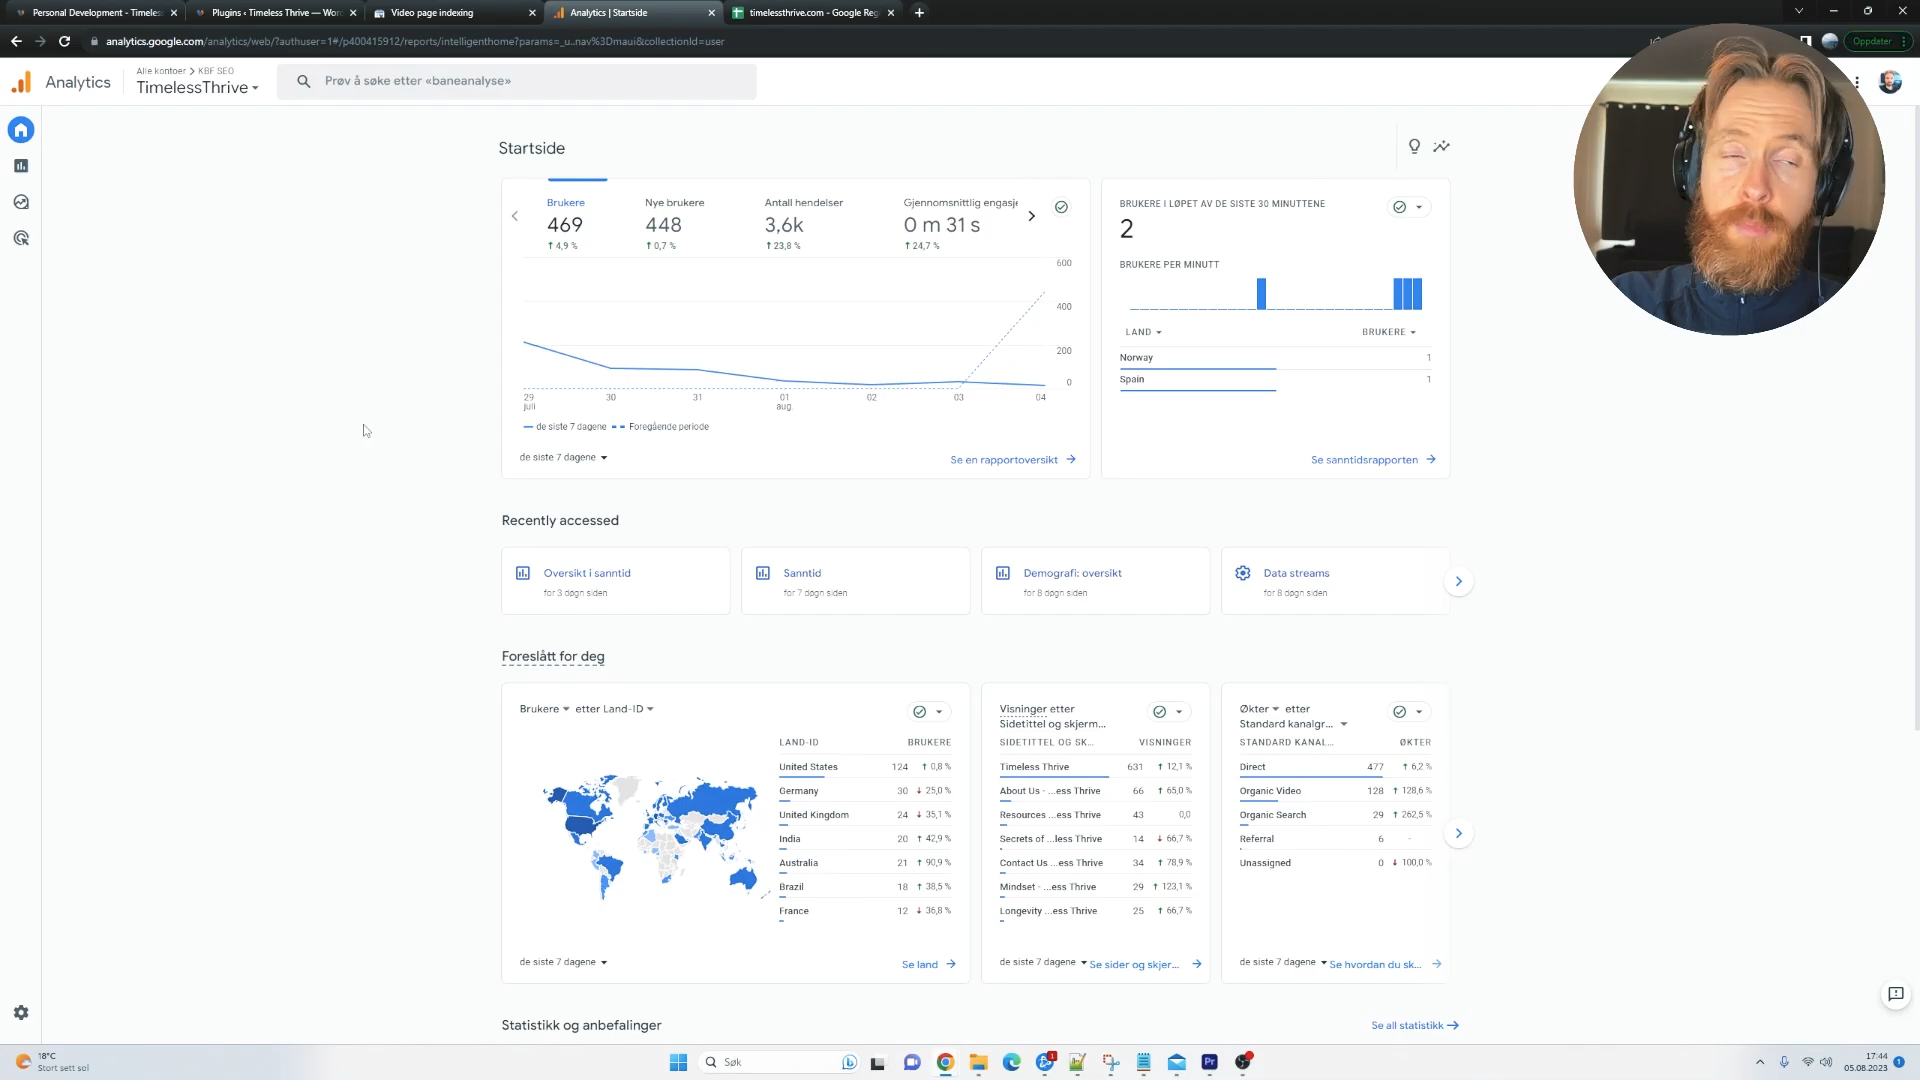 Personal Development - Timeles
Plugins ‹ Timeless Thrive — Wor
Video page indexing
Analytics | Startside
timelessthrive.com - Google Reg
analytics.google.com/analytics/web/?authuser=1#/p400415912/reports/intelligenthome?params=_u..nav%3Dmaui&collectionId=user
Oppdater
Analytics
Alle kontoer > KBF SEO
TimelessThrive
Prøv å søke etter «baneanalyse»
Startside
Brukere
469
↑ 4,9 %
Nye brukere
448
↑ 0,7 %
Antall hendelser
3,6k
↑ 23,8 %
Gjennomsnittlig engasje
0 m 31 s
↑ 24,7 %
600
400
200
0
29
juli
30
31
01
aug.
02
03
04
de siste 7 dagene
Foregående periode
de siste 7 dagene
Se en rapportoversikt
BRUKERE I LØPET AV DE SISTE 30 MINUTTENE
2
BRUKERE PER MINUTT
LAND
BRUKERE
Norway 1
Spain 1
Se sanntidsrapporten
Recently accessed
Oversikt i sanntid
for 3 døgn siden
Sanntid
for 7 døgn siden
Demografi: oversikt
for 8 døgn siden
Data streams
for 8 døgn siden
Foreslått for deg
Brukere etter Land-ID
LAND-ID BRUKERE
United States 124 ↑ 0,8 %
Germany 30 ↓ 25,0 %
United Kingdom 24 ↓ 35,1 %
India 20 ↑ 42,9 %
Australia 21 ↑ 90,9 %
Brazil 18 ↑ 38,5 %
France 12 ↓ 36,8 %
de siste 7 dagene
Se land
Visninger etter
Sidetittel og skjerm...
SIDETITTEL OG SK... VISNINGER
Timeless Thrive 631 ↑ 12,1 %
About Us - ...ess Thrive 66 ↑ 65,0 %
Resources ...ess Thrive 43 0,0
Secrets of ...less Thrive 14 ↓ 66,7 %
Contact Us ...ess Thrive 34 ↑ 78,9 %
Mindset - ...ess Thrive 29 ↑ 123,1 %
Longevity ...ess Thrive 25 ↑ 66,7 %
de siste 7 dagene
Se sider og skjer...
Økter etter
Standard kanalgr...
STANDARD KANAL... ØKTER
Direct 477 ↑ 6,2 %
Organic Video 128 ↑ 128,6 %
Organic Search 29 ↑ 262,5 %
Referral 6 -
Unassigned 0 ↓ 100,0 %
de siste 7 dagene
Se hvordan du sk...
Statistikk og anbefalinger
Se all statistikk
18°C
Stort sett sol
Søk
1
Pr
17:44
05.08.2023
1